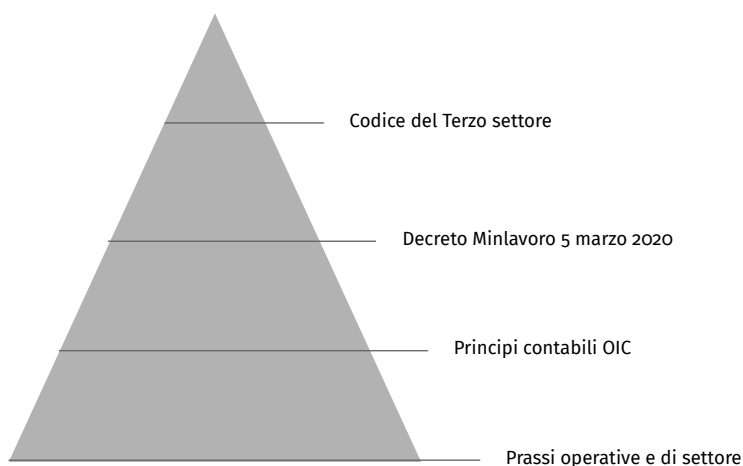 Codice del Terzo settore
Decreto Minlavoro 5 marzo 2020
Principi contabili OIC
Prassi operative e di settore